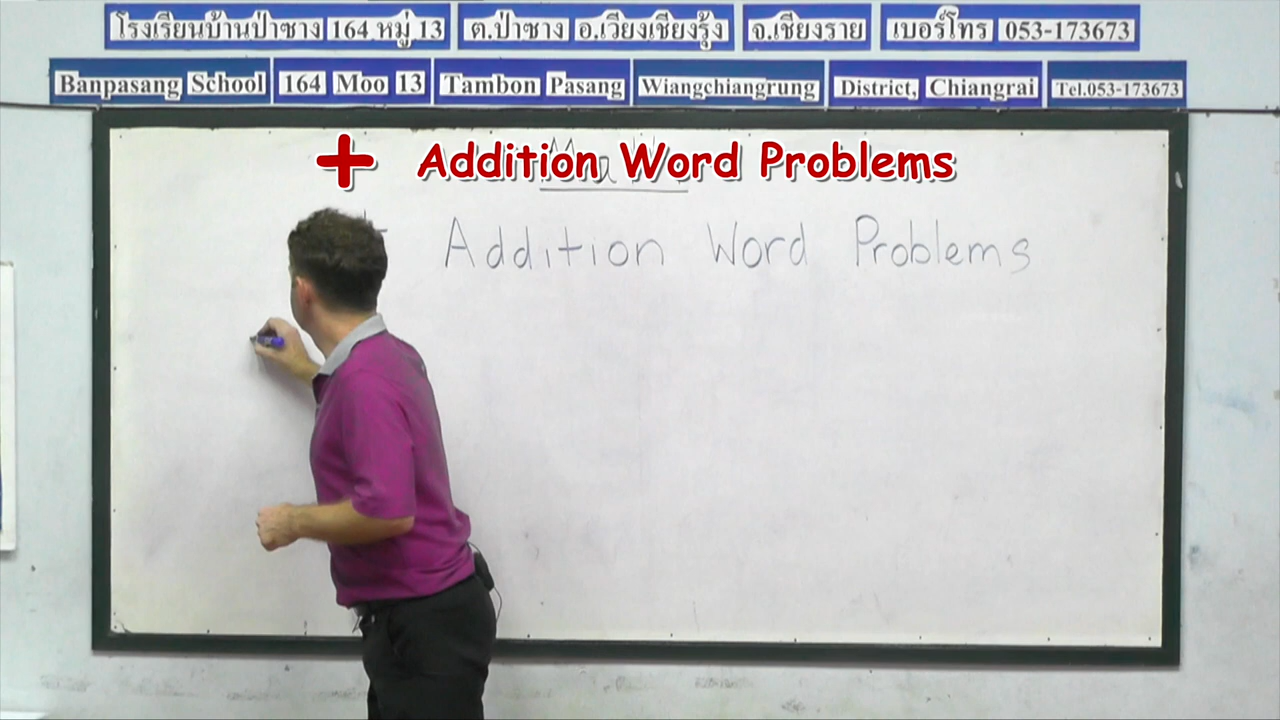 โรงเรียนบ้านป่าซาง 164 หมู่ 13 ต.ป่าซาง อ.เวียงเชียงรุ้ง จ.เชียงราย เบอร์โทร 053-173673
Banpasang School 164 Moo 13 Tambon Pasang Wiangchiangrung District, Chiangrai Tel.053-173673
+ Addition Word Problems
Addition Word Problems